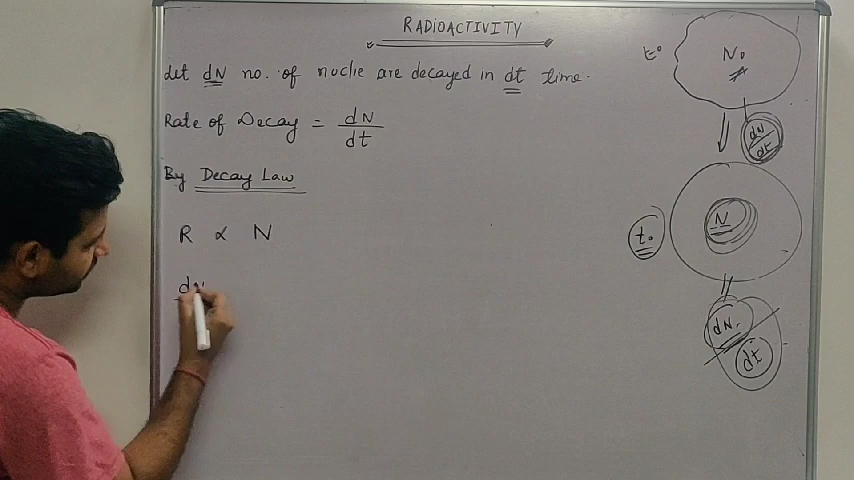 RADIOACTIVITY
Let dN no. of nuclie are decayed in dt time.
Rate of Decay = dN/dt
By Decay Law
R ∝ N
dN
t°
N₀
dN/dt
N
t₀
dN
dt